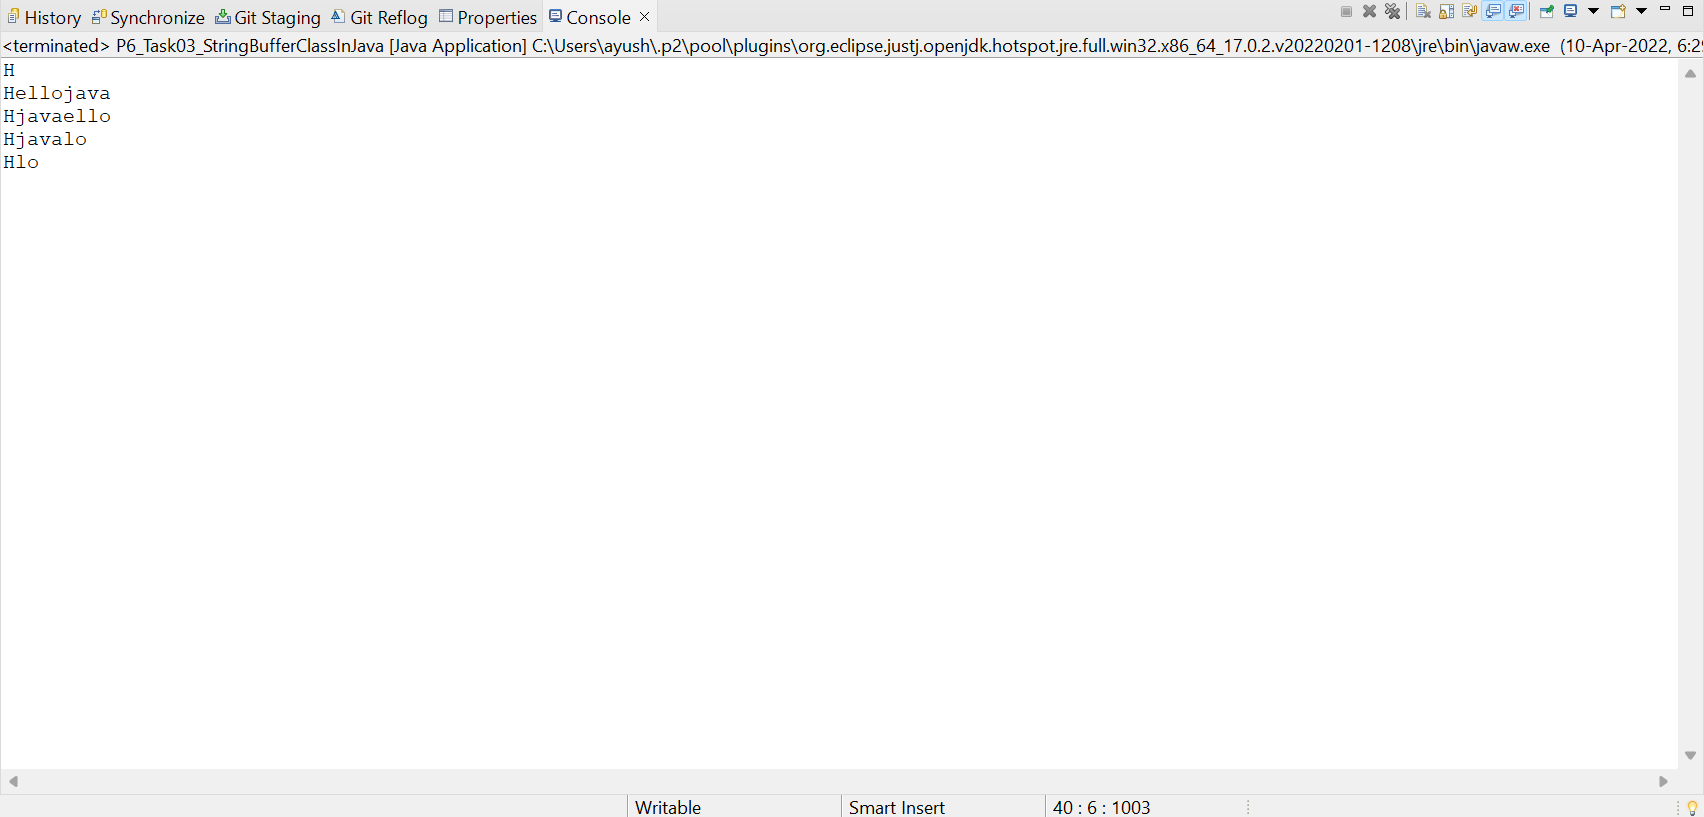 History Synchronize Git Staging Git Reflog Properties Console
<terminated> P6_Task03_StringBufferClassInJava [Java Application] C:\Users\ayush\.p2\pool\plugins\org.eclipse.justj.openjdk.hotspot.jre.full.win32.x86_64_17.0.2.v20220201-1208\jre\bin\javaw.exe (10-Apr-2022, 6:29
H
Hellojava
Hjavaello
Hjavalo
Hlo
Writable Smart Insert 40 : 6 : 1003